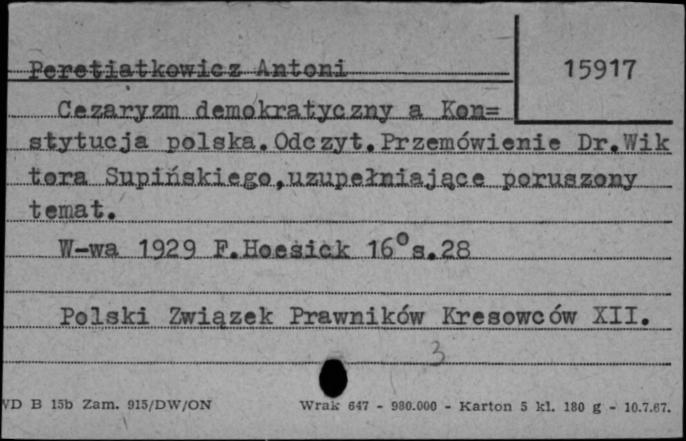 Peretiatkowicz Antoni
15917
Cezaryzm demokratyczny a Kon=
stytucja polska.Odczyt.Przemówienie Dr.Wik
tora Supińskiego,uzupełniające poruszony
temat.
W-wa 1929 F.Hoesick 16° s.28
Polski Związek Prawników Kresowców XII.
3
D B 15b Zam. 915/DW/ON Wrak 647 - 980.000 - Karton 5 kl. 180 g - 10.7.67.